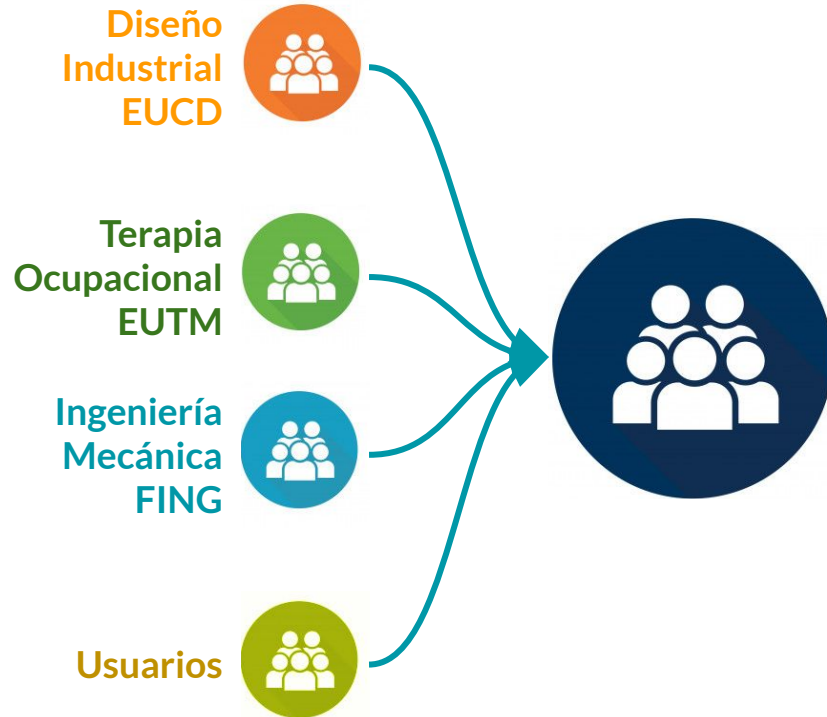 Diseño
Industrial
EUCD
Terapia
Ocupacional
EUTM
Ingeniería
Mecánica
FING
Usuarios